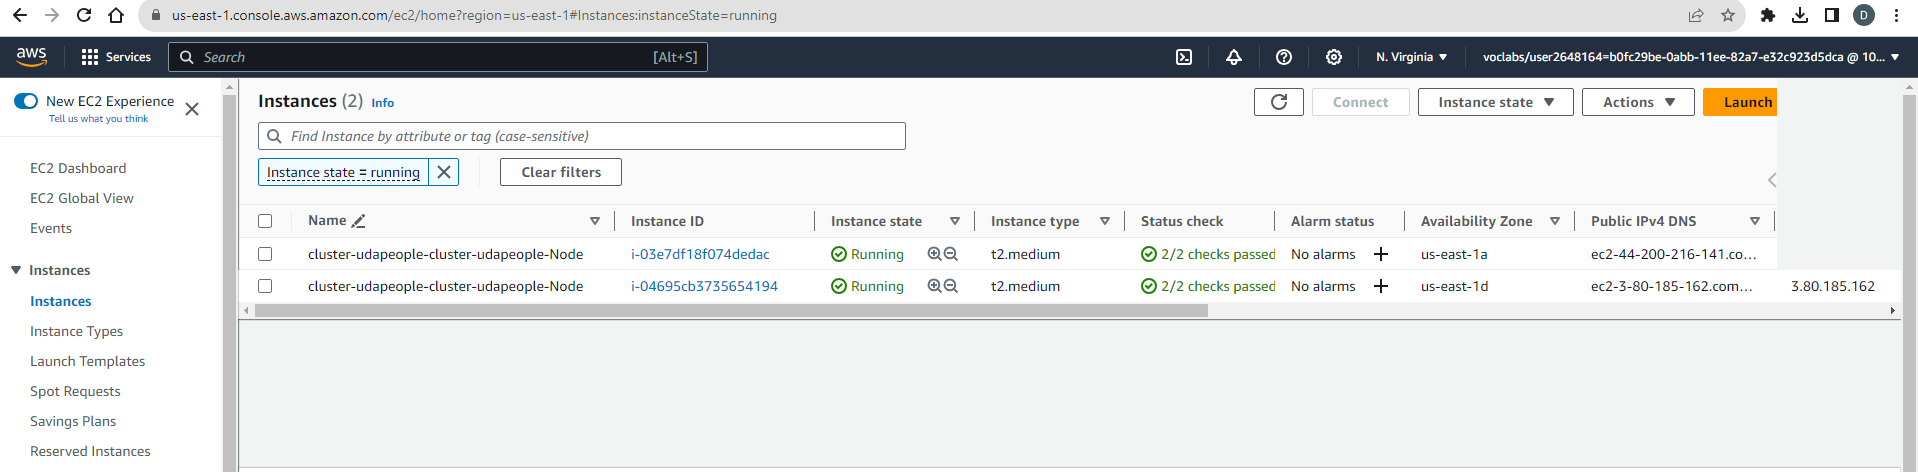 us-east-1.console.aws.amazon.com/ec2/home?region=us-east-1#Instances:instanceState=running
D
aws Services Search [Alt+S] N. Virginia voclabs/user2648164=b0fc29be-0abb-11ee-82a7-e32c923d5dca @ 10...
New EC2 Experience
Tell us what you think
EC2 Dashboard
EC2 Global View
Events
Instances
Instances
Instance Types
Launch Templates
Spot Requests
Savings Plans
Reserved Instances
Instances (2) Info
Connect Instance state Actions Launch
Find Instance by attribute or tag (case-sensitive)
Instance state = running Clear filters
Name Instance ID Instance state Instance type Status check Alarm status Availability Zone Public IPv4 DNS
cluster-udapeople-cluster-udapeople-Node i-03e7df18f074dedac Running t2.medium 2/2 checks passed No alarms us-east-1a ec2-44-200-216-141.co...
cluster-udapeople-cluster-udapeople-Node i-04695cb3735654194 Running t2.medium 2/2 checks passed No alarms us-east-1d ec2-3-80-185-162.com... 3.80.185.162